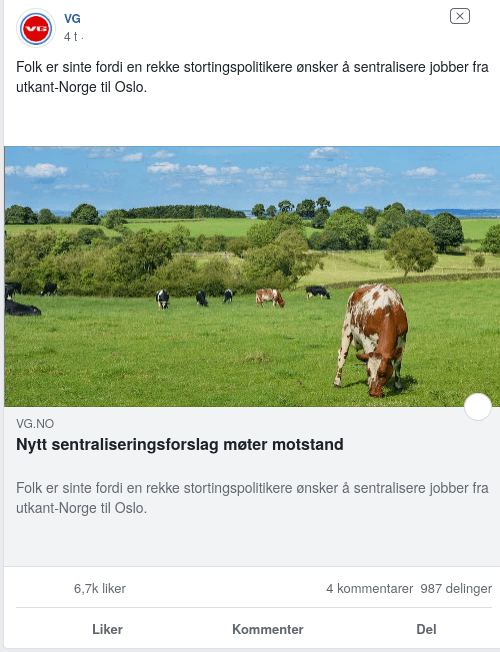 VG
4 t ·
Folk er sinte fordi en rekke stortingspolitikere ønsker å sentralisere jobber fra
utkant-Norge til Oslo.
VG.NO
Nytt sentraliseringsforslag møter motstand
Folk er sinte fordi en rekke stortingspolitikere ønsker å sentralisere jobber fra
utkant-Norge til Oslo.
6,7k liker 4 kommentarer 987 delinger
Liker Kommenter Del